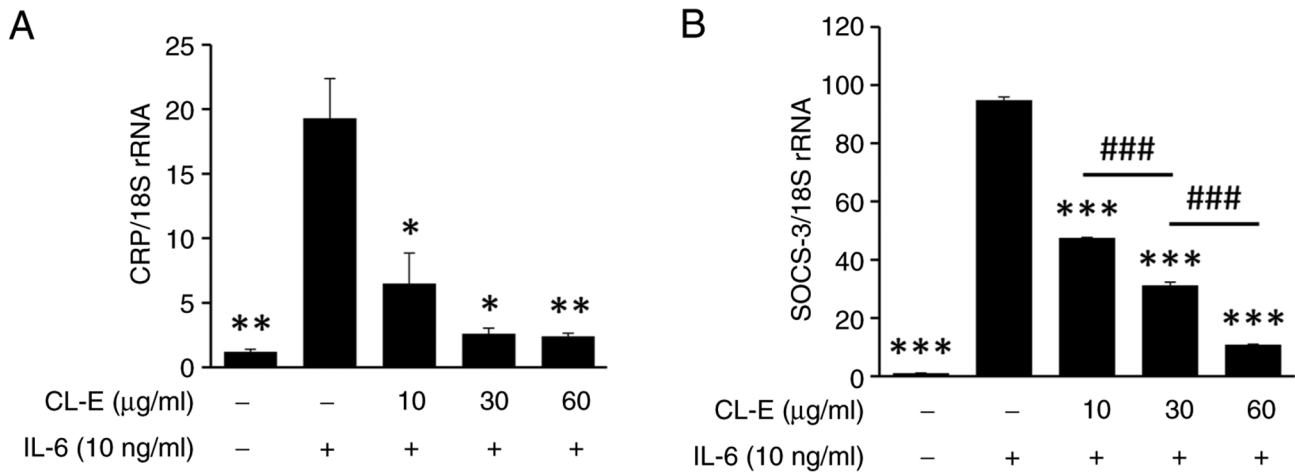 A
CRP/18S rRNA
25
20
15
10
5
0
**
*
*
**
CL-E (μg/ml) – – 10 30 60
IL-6 (10 ng/ml) – + + + +
B
SOCS-3/18S rRNA
120
100
80
60
40
20
0
###
###
***
***
***
***
CL-E (μg/ml) – – 10 30 60
IL-6 (10 ng/ml) – + + + +